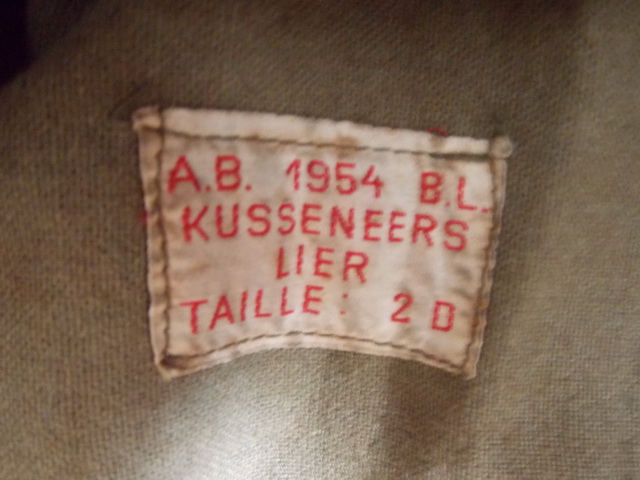 A.B. 1954 B.L.
KUSSENEERS
LIER
TAILLE: 2 D